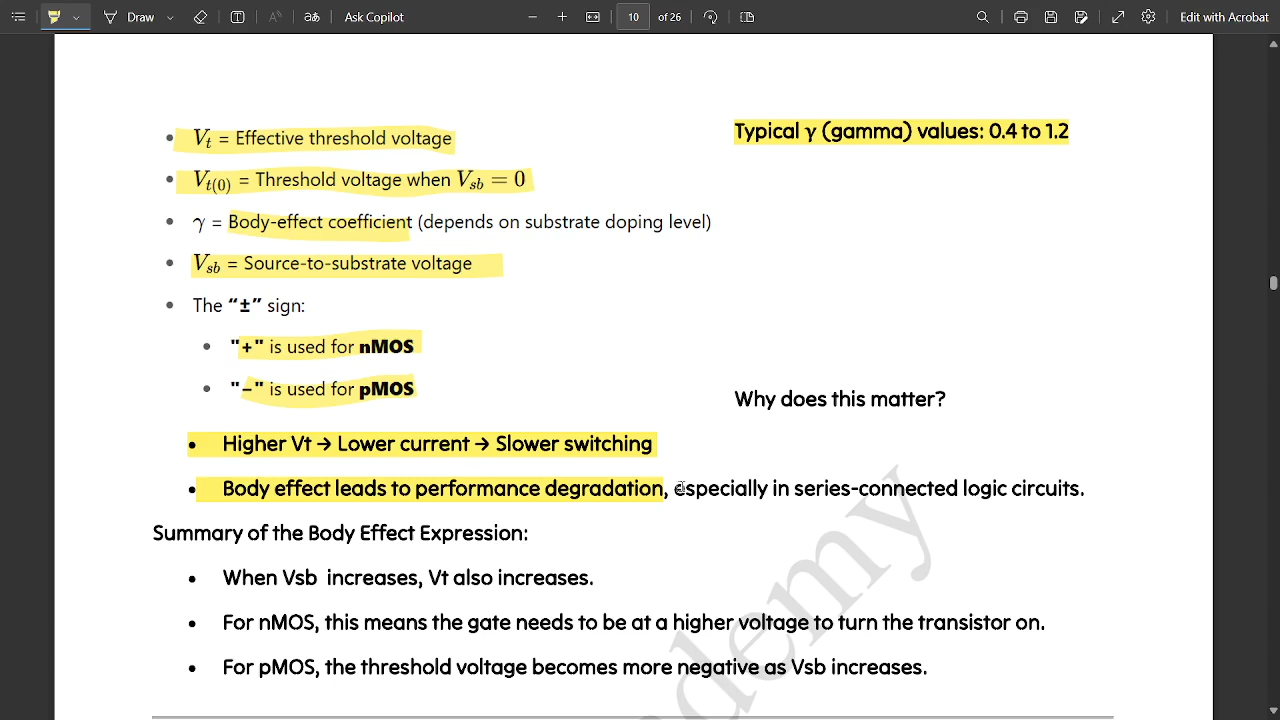 Draw
Ask Copilot
10 of 26
Edit with Acrobat
• Vt = Effective threshold voltage
Typical γ (gamma) values: 0.4 to 1.2
• Vt(0) = Threshold voltage when Vsb = 0
• γ = Body-effect coefficient (depends on substrate doping level)
• Vsb = Source-to-substrate voltage
• The “±” sign:
• "+" is used for nMOS
• "−" is used for pMOS
Why does this matter?
• Higher Vt → Lower current → Slower switching
• Body effect leads to performance degradation, especially in series-connected logic circuits.
Summary of the Body Effect Expression:
• When Vsb increases, Vt also increases.
• For nMOS, this means the gate needs to be at a higher voltage to turn the transistor on.
• For pMOS, the threshold voltage becomes more negative as Vsb increases.
demy